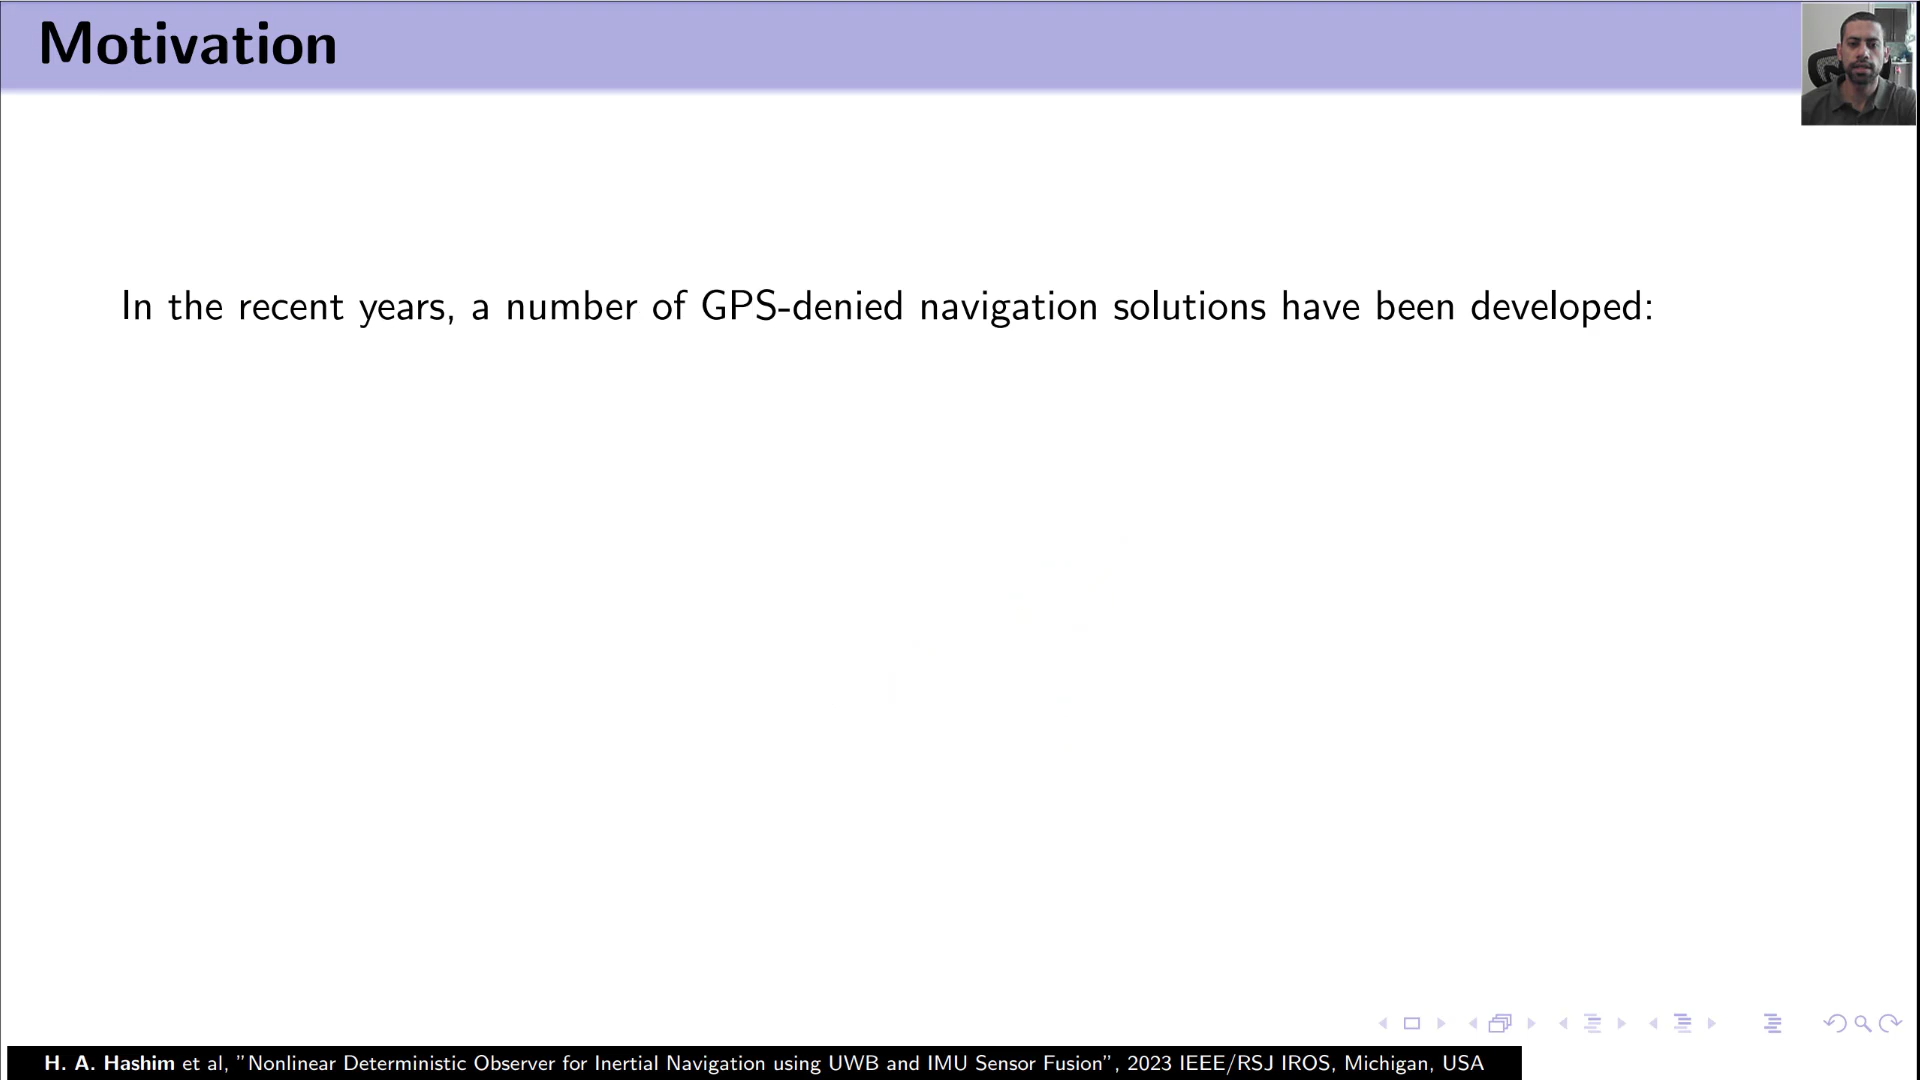 Motivation
In the recent years, a number of GPS-denied navigation solutions have been developed:
H. A. Hashim et al, "Nonlinear Deterministic Observer for Inertial Navigation using UWB and IMU Sensor Fusion", 2023 IEEE/RSJ IROS, Michigan, USA